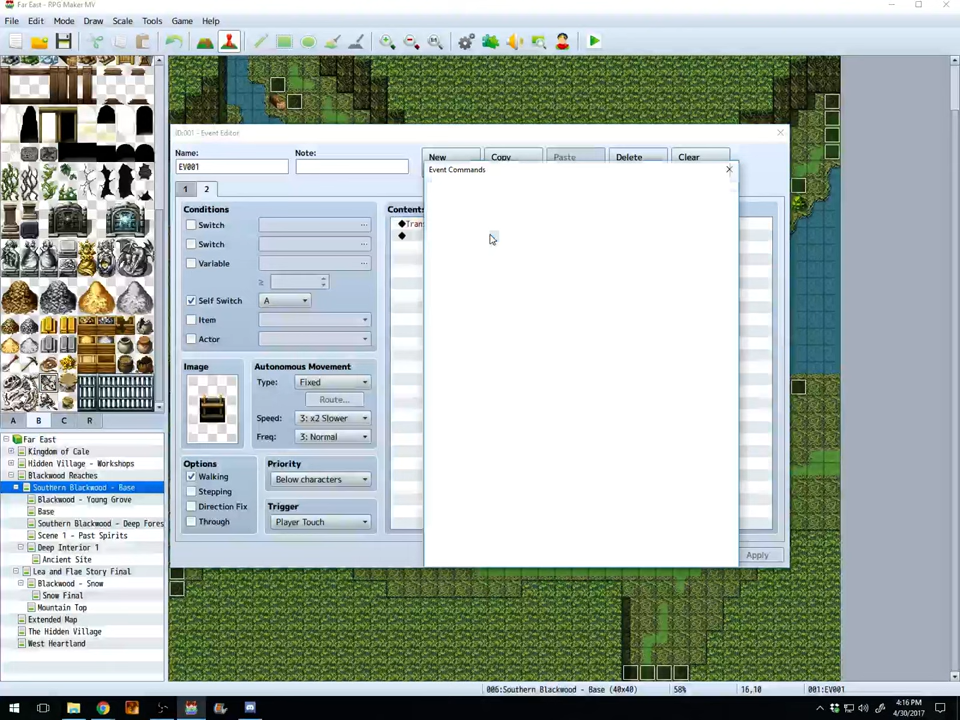 Far East - RPG Maker MV
File Edit Mode Draw Scale Tools Game Help
ID:001 - Event Editor
Name: Note:
EV001
New Copy Paste Delete Clear
Event Commands
1 2
Conditions
Contents
Switch ...
◆Trans
Switch ...
◆
Variable ...
≥
Self Switch A
Item
Actor
Image
Autonomous Movement
Type: Fixed
Route...
Speed: 3: x2 Slower
Freq: 3: Normal
Options
Walking
Stepping
Direction Fix
Through
Priority
Below characters
Trigger
Player Touch
Apply
A B C R
Far East
Kingdom of Cale
Hidden Village - Workshops
Blackwood Reaches
Southern Blackwood - Base
Blackwood - Young Grove
Base
Southern Blackwood - Deep Fores
Scene 1 - Past Spirits
Deep Interior 1
Ancient Site
Lea and Flae Story Final
Blackwood - Snow
Snow Final
Mountain Top
Extended Map
The Hidden Village
West Heartland
006:Southern Blackwood - Base (40x40) 58% 16,10 001:EV001
4:16 PM
4/30/2017